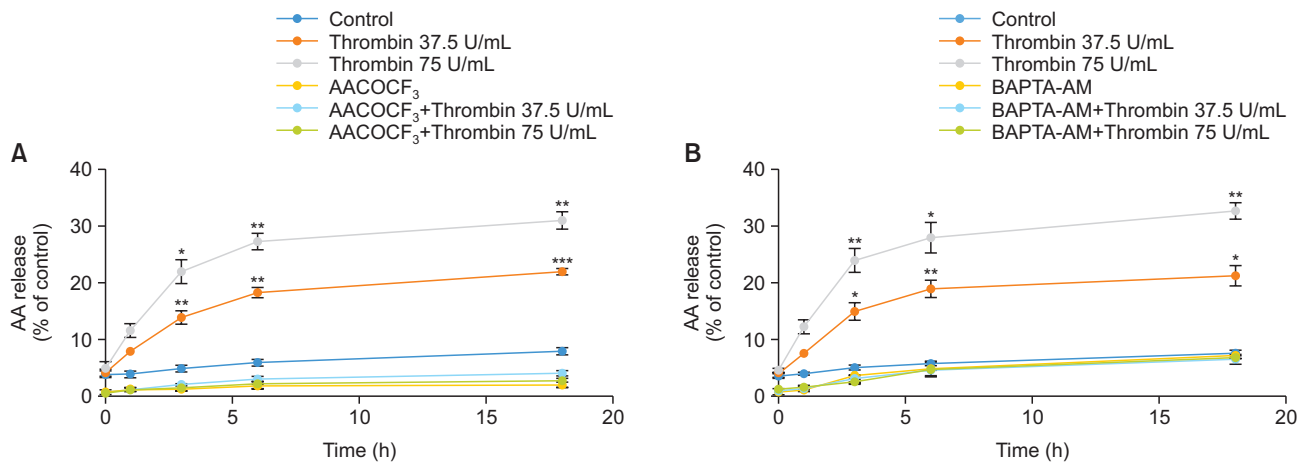 Control
Thrombin 37.5 U/mL
Thrombin 75 U/mL
AACOCF₃
AACOCF₃+Thrombin 37.5 U/mL
AACOCF₃+Thrombin 75 U/mL
A
40
30
20
10
0
AA release
(% of control)
* ** ** ** ** ***
0 5 10 15 20
Time (h)
Control
Thrombin 37.5 U/mL
Thrombin 75 U/mL
BAPTA-AM
BAPTA-AM+Thrombin 37.5 U/mL
BAPTA-AM+Thrombin 75 U/mL
B
40
30
20
10
0
AA release
(% of control)
** * ** * ** *
0 5 10 15 20
Time (h)